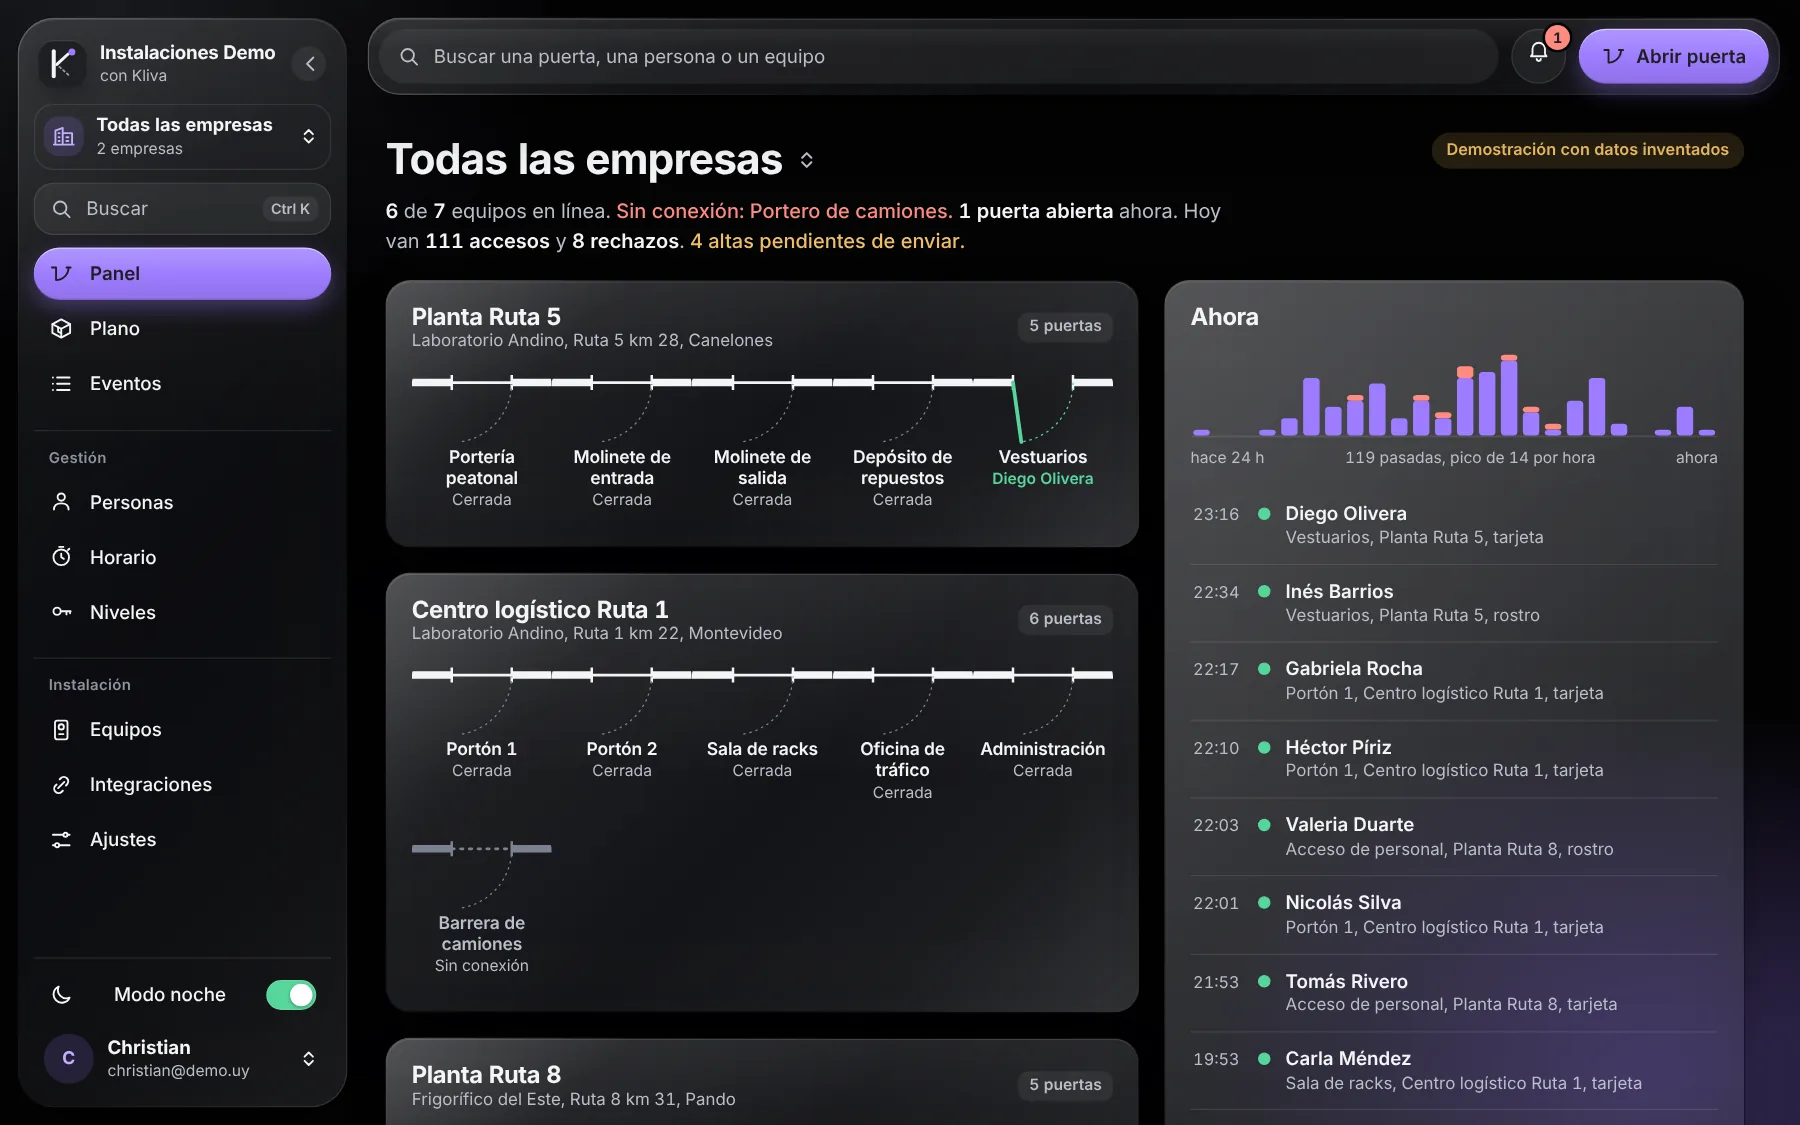 Instalaciones Demo
con Kliva
Todas las empresas
2 empresas
Buscar
Ctrl K
Panel
Plano
Eventos
Gestión
Personas
Horario
Niveles
Instalación
Equipos
Integraciones
Ajustes
Modo noche
C
Christian
christian@demo.uy
Buscar una puerta, una persona o un equipo
1
Abrir puerta
Todas las empresas
Demostración con datos inventados
6 de 7 equipos en línea. Sin conexión: Portero de camiones. 1 puerta abierta ahora. Hoy
van 111 accesos y 8 rechazos. 4 altas pendientes de enviar.
Planta Ruta 5
Laboratorio Andino, Ruta 5 km 28, Canelones
5 puertas
Portería
peatonal
Cerrada
Molinete de
entrada
Cerrada
Molinete de
salida
Cerrada
Depósito de
repuestos
Cerrada
Vestuarios
Diego Olivera
Centro logístico Ruta 1
Laboratorio Andino, Ruta 1 km 22, Montevideo
6 puertas
Portón 1
Cerrada
Portón 2
Cerrada
Sala de racks
Cerrada
Oficina de
tráfico
Cerrada
Administración
Cerrada
Barrera de
camiones
Sin conexión
Planta Ruta 8
Frigorífico del Este, Ruta 8 km 31, Pando
5 puertas
Ahora
hace 24 h
119 pasadas, pico de 14 por hora
ahora
23:16
Diego Olivera
Vestuarios, Planta Ruta 5, tarjeta
22:34
Inés Barrios
Vestuarios, Planta Ruta 5, rostro
22:17
Gabriela Rocha
Portón 1, Centro logístico Ruta 1, tarjeta
22:10
Héctor Píriz
Portón 1, Centro logístico Ruta 1, tarjeta
22:03
Valeria Duarte
Acceso de personal, Planta Ruta 8, rostro
22:01
Nicolás Silva
Portón 1, Centro logístico Ruta 1, tarjeta
21:53
Tomás Rivero
Acceso de personal, Planta Ruta 8, tarjeta
19:53
Carla Méndez
Sala de racks, Centro logístico Ruta 1, tarjeta